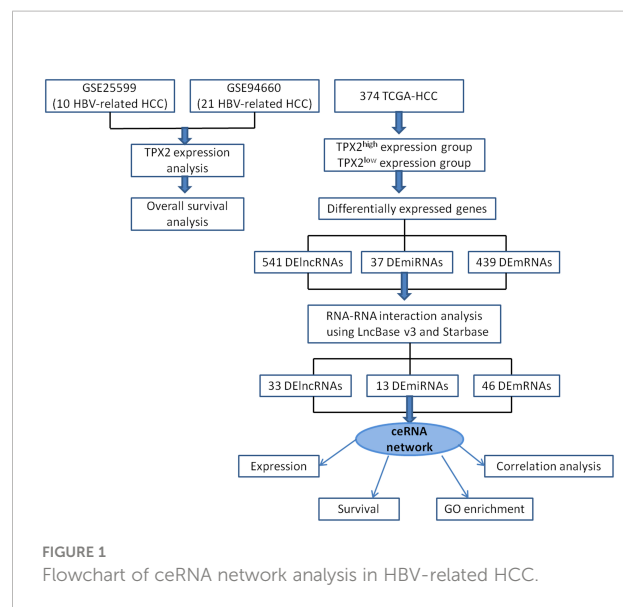 GSE25599
(10 HBV-related HCC)
GSE94660
(21 HBV-related HCC)
374 TCGA-HCC
TPX2 expression
analysis
TPX2high expression group
TPX2low expression group
Overall survival
analysis
Differentially expressed genes
541 DElncRNAs
37 DEmiRNAs
439 DEmRNAs
RNA-RNA interaction analysis
using LncBase v3 and Starbase
33 DElncRNAs
13 DEmiRNAs
46 DEmRNAs
ceRNA
network
Expression
Correlation analysis
Survival
GO enrichment
FIGURE 1
Flowchart of ceRNA network analysis in HBV-related HCC.